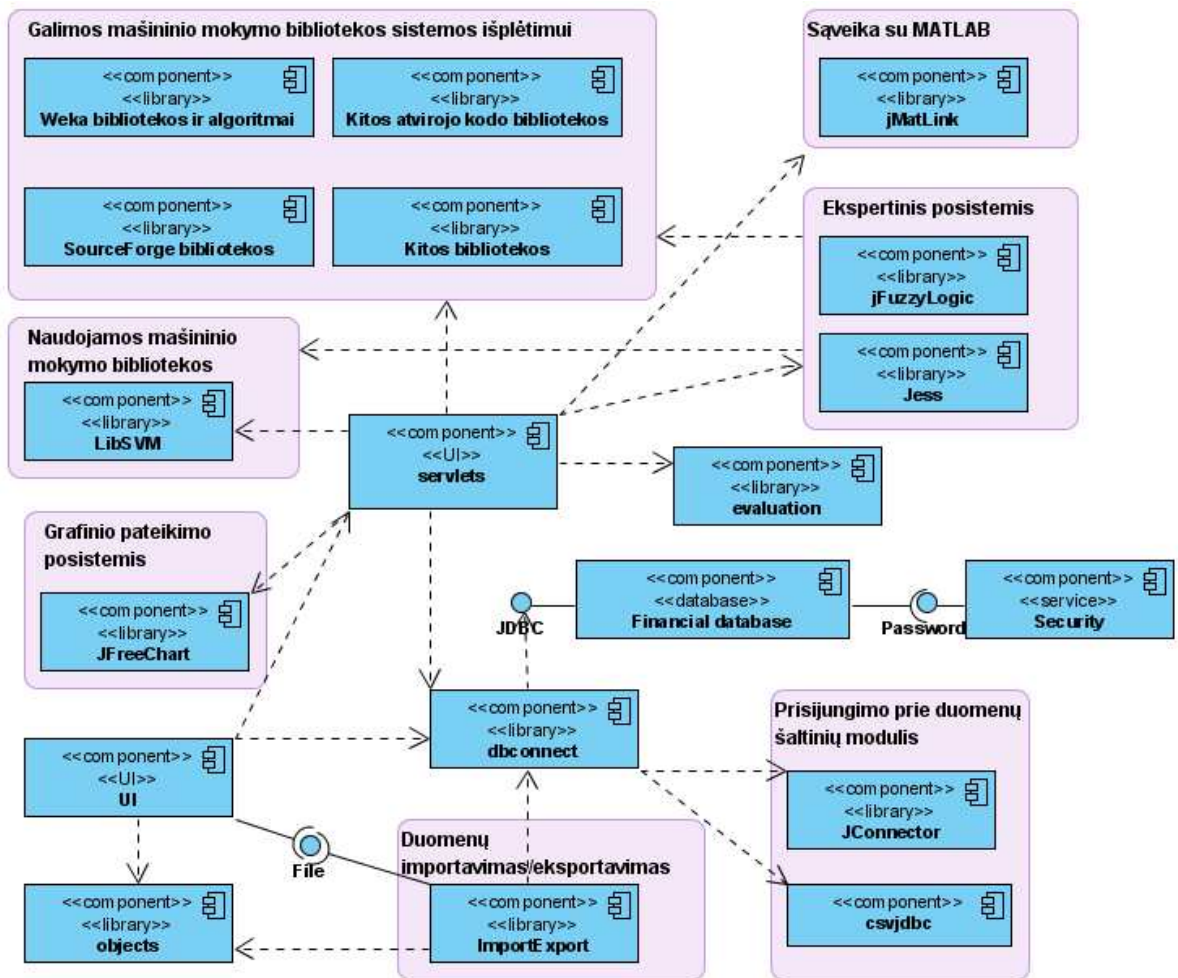 Galimos mašininio mokymo bibliotekos sistemos išplėtimui
<<component>>
<<library>>
Weka bibliotekos ir algoritmai
<<component>>
<<library>>
Kitos atvirojo kodo bibliotekos
<<component>>
<<library>>
SourceForge bibliotekos
<<component>>
<<library>>
Kitos bibliotekos
Sąveika su MATLAB
<<component>>
<<library>>
jMatLink
Ekspertinis posistemis
<<component>>
<<library>>
jFuzzyLogic
<<component>>
<<library>>
Jess
Naudojamos mašininio
mokymo bibliotekos
<<component>>
<<library>>
LibSVM
<<component>>
<<UI>>
servlets
<<component>>
<<library>>
evaluation
Grafinio pateikimo
posistemis
<<component>>
<<library>>
JFreeChart
JDBC
<<component>>
<<database>>
Financial database
Password
<<component>>
<<service>>
Security
<<component>>
<<library>>
dbconnect
Prisijungimo prie duomenų
šaltinių modulis
<<component>>
<<library>>
JConnector
<<component>>
<<library>>
csvjdbc
<<component>>
<<UI>>
UI
File
Duomenų
importavimas/eksportavimas
<<component>>
<<library>>
ImportExport
<<component>>
<<library>>
objects